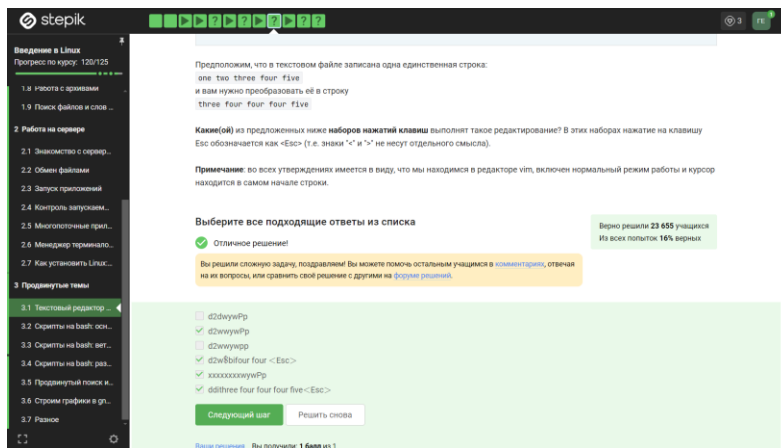 stepik
3
ГЕ
1
Введение в Linux
Прогресс по курсу: 120/125
1.8 Работа с архивами
1.9 Поиск файлов и слов ...
2 Работа на сервере
2.1 Знакомство с сервер...
2.2 Обмен файлами
2.3 Запуск приложений
2.4 Контроль запускаем...
2.5 Многопоточные прил...
2.6 Менеджер терминало...
2.7 Как установить Linux:...
3 Продвинутые темы
3.1 Текстовый редактор ...
3.2 Скрипты на bash: осн...
3.3 Скрипты на bash: вет...
3.4 Скрипты на bash: раз...
3.5 Продвинутый поиск и...
3.6 Строим графики в gn...
3.7 Разное
Предположим, что в текстовом файле записана одна единственная строка:
one two three four five
и вам нужно преобразовать её в строку
three four four four five
Какие(ой) из предложенных ниже наборов нажатий клавиш выполнят такое редактирование? В этих наборах нажатие на клавишу
Esc обозначается как <Esc> (т.е. знаки "<" и ">" не несут отдельного смысла).
Примечание: во всех утверждениях имеется в виду, что мы находимся в редакторе vim, включен нормальный режим работы и курсор
находится в самом начале строки.
Выберите все подходящие ответы из списка
Верно решили 23 655 учащихся
Из всех попыток 16% верных
Отличное решение!
Вы решили сложную задачу, поздравляем! Вы можете помочь остальным учащимся в комментариях, отвечая
на их вопросы, или сравнить своё решение с другими на форуме решений.
d2dwywPp
d2wwywPp
d2wwywpp
d2w$bifour four <Esc>
xxxxxxxxwywPp
ddithree four four four five<Esc>
Следующий шаг
Решить снова
Ваши решения Вы получили: 1 балл из 1